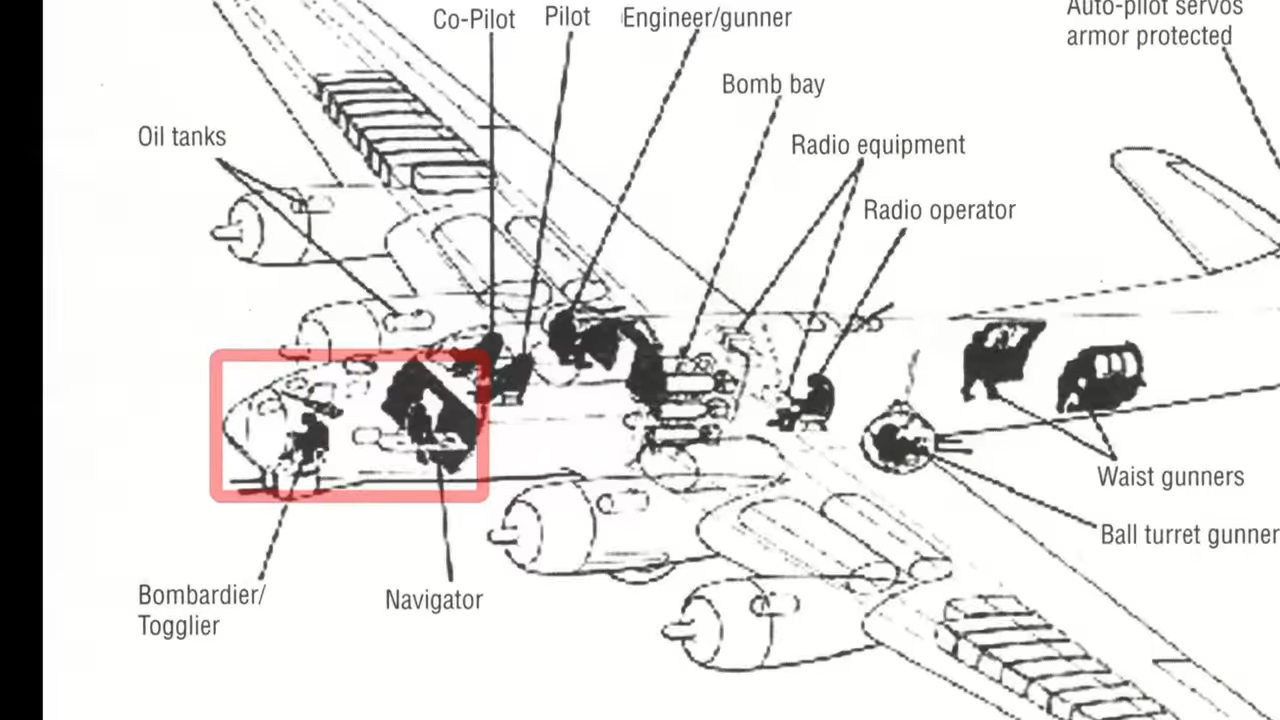 Co-Pilot
Pilot
Engineer/gunner
Auto-pilot servos
armor protected
Bomb bay
Oil tanks
Radio equipment
Radio operator
Waist gunners
Ball turret gunner
Bombardier/
Togglier
Navigator